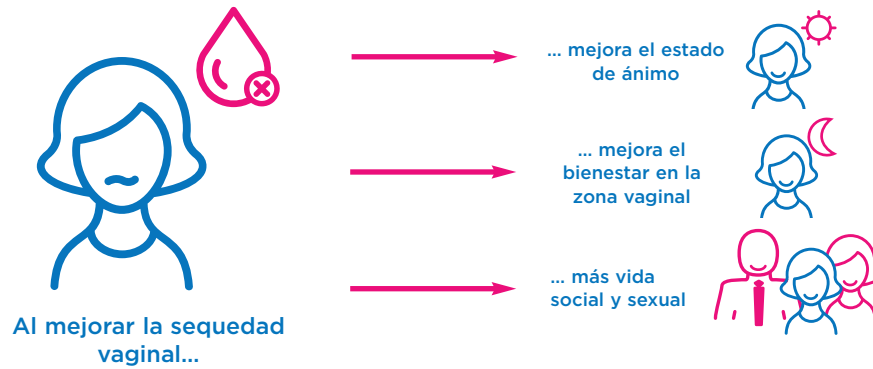 ... mejora el estado
de ánimo
... mejora el
bienestar en la
zona vaginal
... más vida
social y sexual
Al mejorar la sequedad
vaginal...